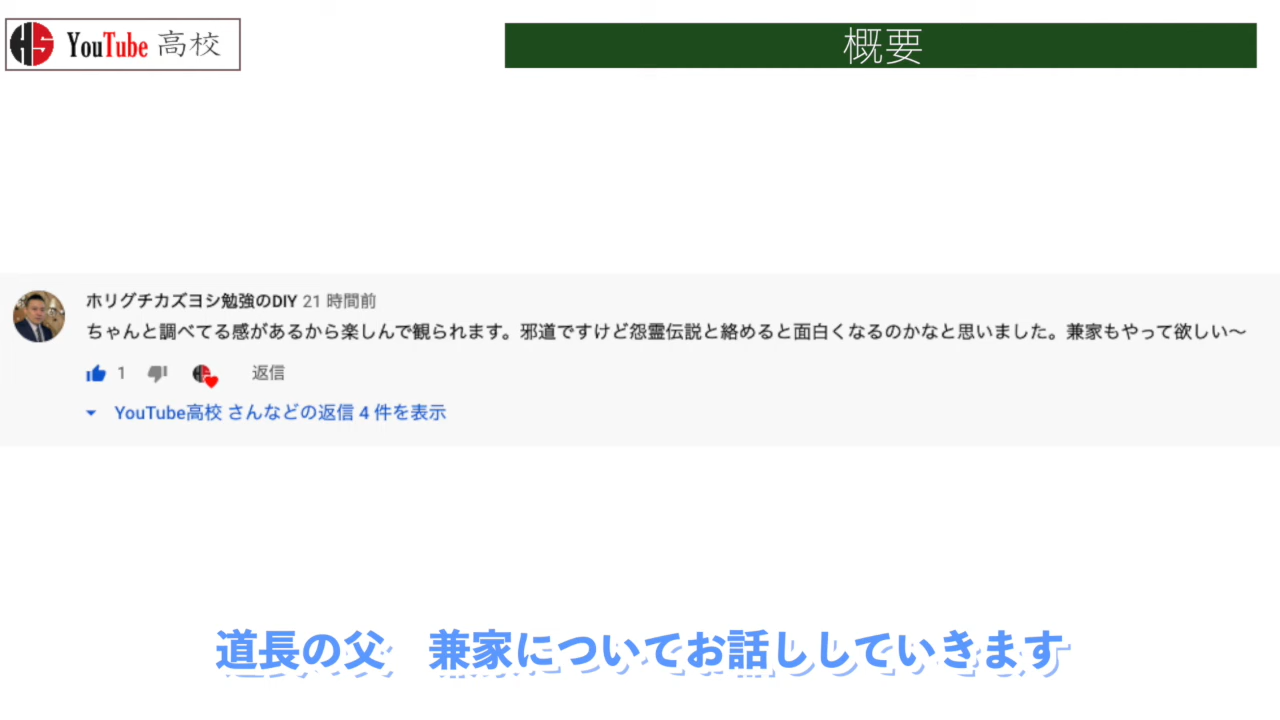 HS YouTube 高校
概要
ホリグチカズヨシ勉強のDIY 21 時間前
ちゃんと調べてる感があるから楽しんで観られます。邪道ですけど怨霊伝説と絡めると面白くなるのかなと思いました。兼家もやって欲しい〜
1 返信
YouTube高校 さんなどの返信 4 件を表示
道長の父　兼家についてお話ししていきます